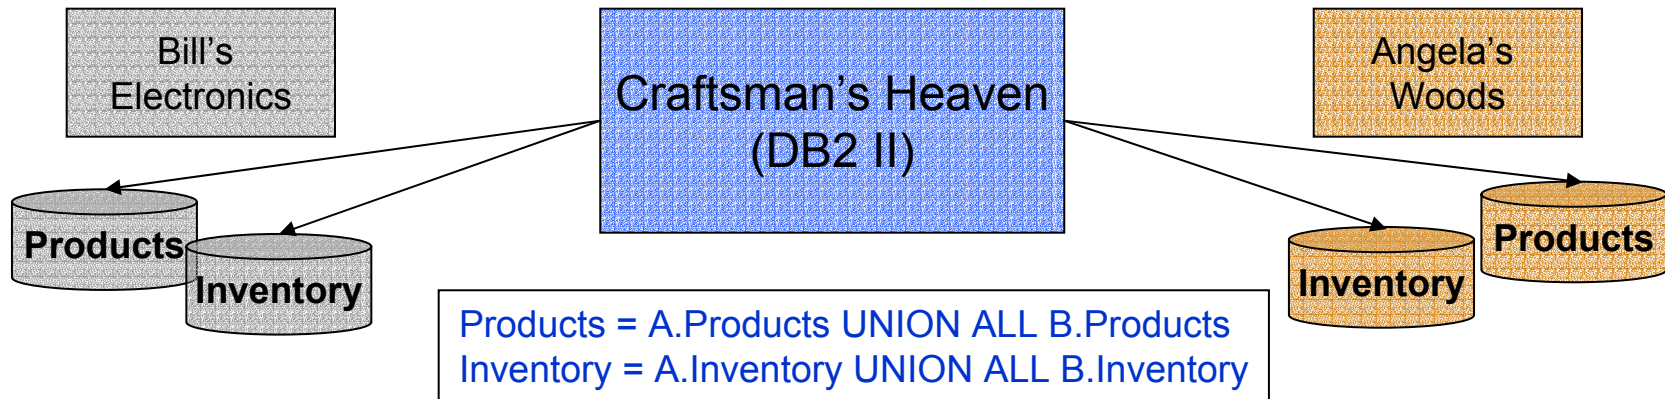 Bill’s
Electronics
Craftsman’s Heaven
(DB2 II)
Angela’s
Woods
Products
Inventory
Inventory
Products
Products = A.Products UNION ALL B.Products
Inventory = A.Inventory UNION ALL B.Inventory